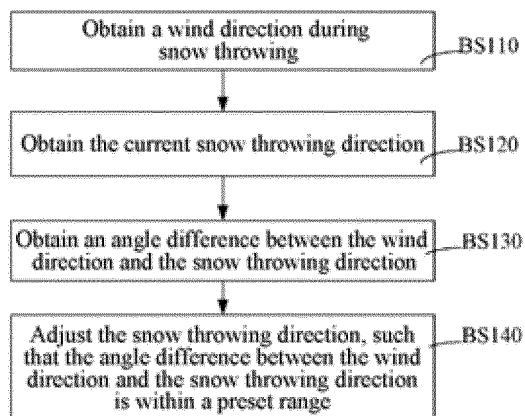 Obtain a wind direction during
snow throwing
BS110
Obtain the current snow throwing direction
BS120
Obtain an angle difference between the wind
direction and the snow throwing direction
BS130
Adjust the snow throwing direction, such
that the angle difference between the wind
direction and the snow throwing direction
is within a preset range
BS140